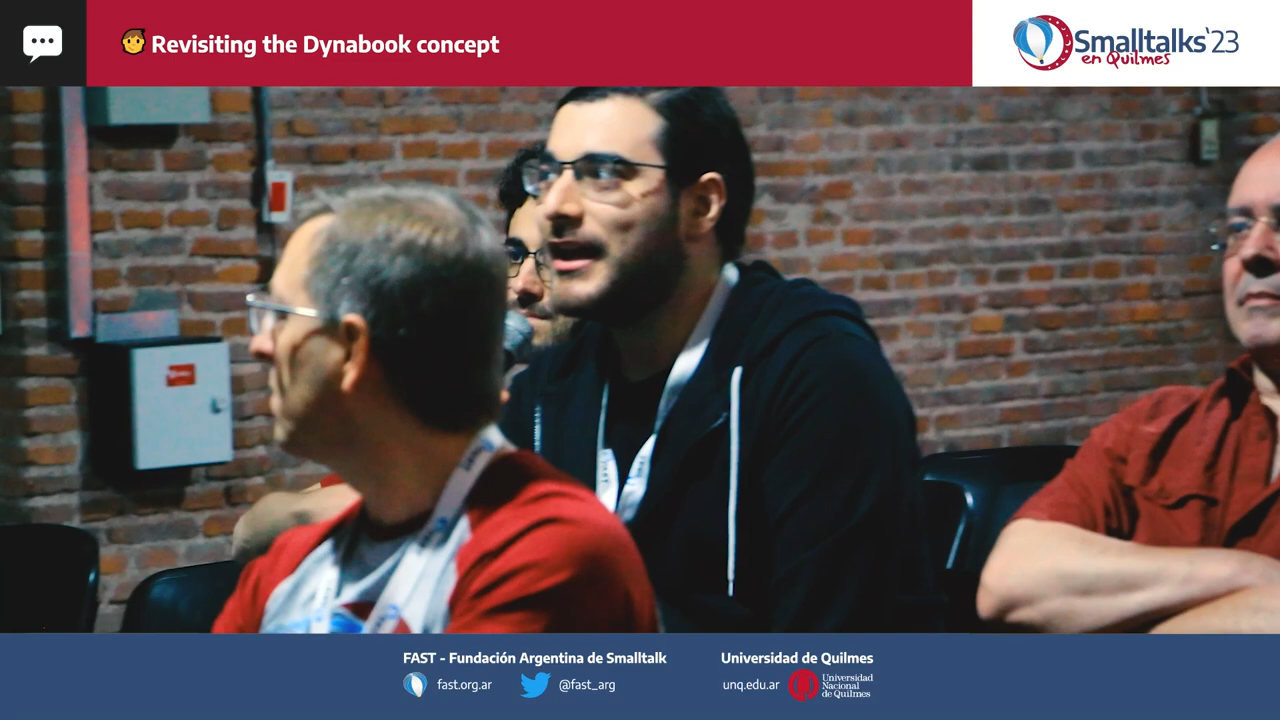 Revisiting the Dynabook concept
Smalltalks'23
en Quilmes
FAST - Fundación Argentina de Smalltalk
Universidad de Quilmes
fast.org.ar
@fast_arg
unq.edu.ar
Universidad
Nacional
de Quilmes